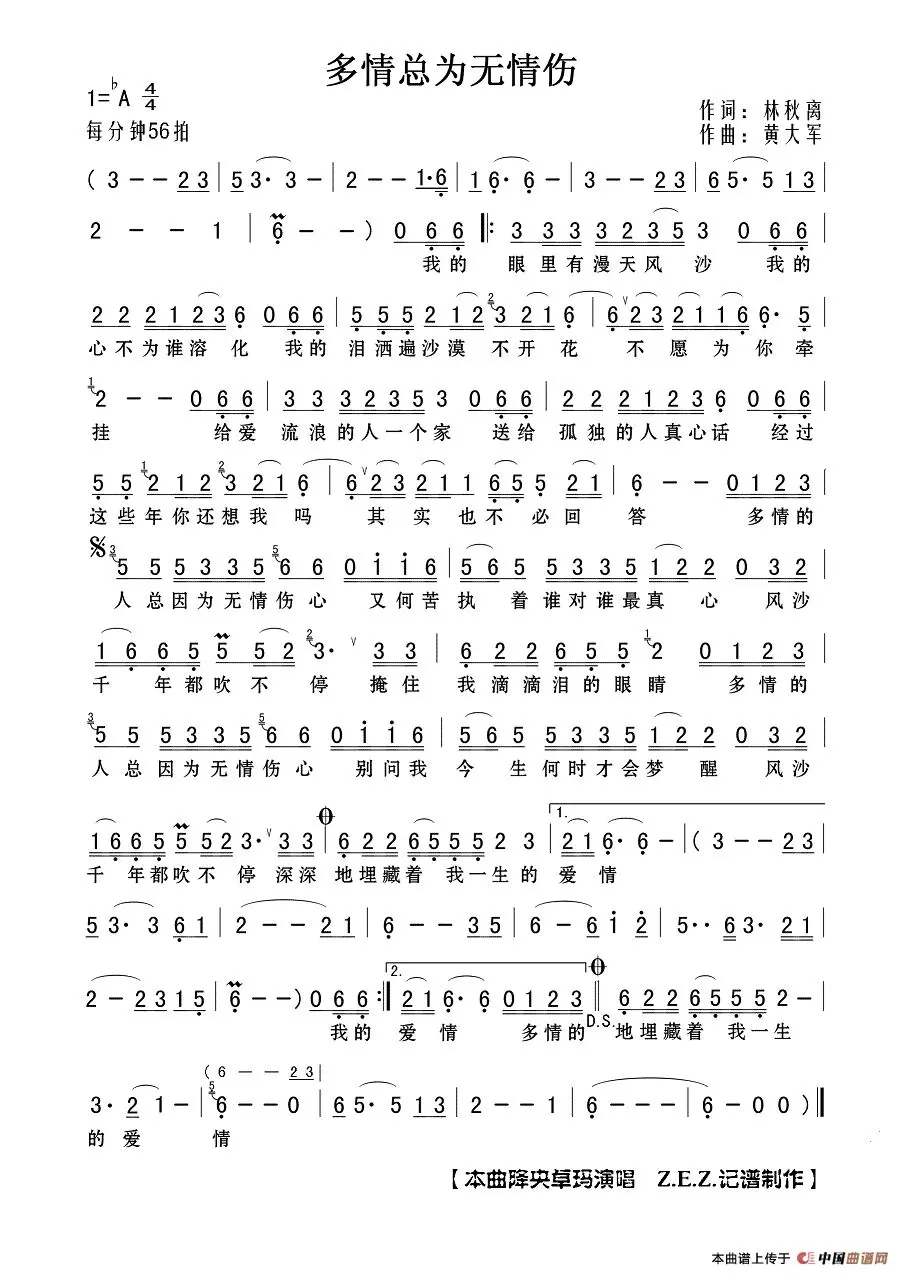 多情总为无情伤
1=♭A 4/4
作词：林秋离
每分钟56拍
作曲：黄大军
( 3 - - 2 3 | 5 3· 3 - | 2 - - 1·6 | 1 6· 6 - | 3 - - 2 3 | 6 5· 5 1 3 |
2 - - 1 | 6 - - ) 0 6 6 |: 3 3 3 3 2 3 5 3 0 6 6 |
我的 眼里有漫天风 沙 我的
2 2 2 1 2 3 6 0 6 6 | 5 5 5 5 2 1 2 2 3 2 1 6 | 6 2 3 2 1 1 6 6· 5 |
心不为谁溶 化 我的 泪洒遍沙漠 不开 花 不 愿 为 你 牵
1 2 - - 0 6 6 | 3 3 3 2 3 5 3 0 6 6 | 2 2 2 1 2 3 6 0 6 6 |
挂 给爱 流浪的人一个家 送给 孤独的人真心话 经过
5 5 1 2 1 2 2 3 2 1 6 | 6 2 3 2 1 1 6 5 5 2 1 | 6 - - 0 1 2 3 |
这些年你还想我 吗 其 实 也不 必回 答 多情的
3 5 5 5 3 3 5 5 6 6 0 1 1 6 | 5 6 5 3 5 5 5 1 2 2 0 3 2 |
人总因为无情伤心 又何苦 执 着谁对谁最真 心 风沙
1 6 6 5 5 5 2 2 3· 3 3 | 6 2 2 2 6 5 5 1 2 0 1 2 3 |
千 年都吹不 停 掩住 我滴滴泪的眼睛 多情的
3 5 5 5 3 3 5 5 6 6 0 1 1 6 | 5 6 5 5 3 3 5 1 2 2 0 3 2 |
人总因为无情伤心 别问我 今 生何时才会梦 醒 风沙
1.
1 6 6 5 5 5 2 3· 3 3 | 6 2 2 2 6 5 5 5 2 3 | 2 1 6· 6 - | ( 3 - - 2 3 |
千 年都吹不 停 深深 地埋藏着 我一生的 爱 情
5 3· 3 6 1 | 2 - - 2 1 | 6 - - 3 5 | 6 - 6 1 2 | 5· · 6 3· 2 1 |
2.
2 - 2 3 1 5 | 6 - - ) 0 6 6 :| 2 1 6· 6 0 1 2 3 || 6 2 2 2 6 5 5 5 2 - |
我的 爱 情 多情的 D.S. 地埋藏着 我一生
( 6 - - 2 3 |
3· 2 1 - | 5 6 - - 0 | 6 5· 5 1 3 | 2 - - 1 | 6 - - - | 6 - 0 0 ) ||
的 爱 情
【本曲降央卓玛演唱 Z.E.Z.记谱制作】
本曲谱上传于 中国曲谱网